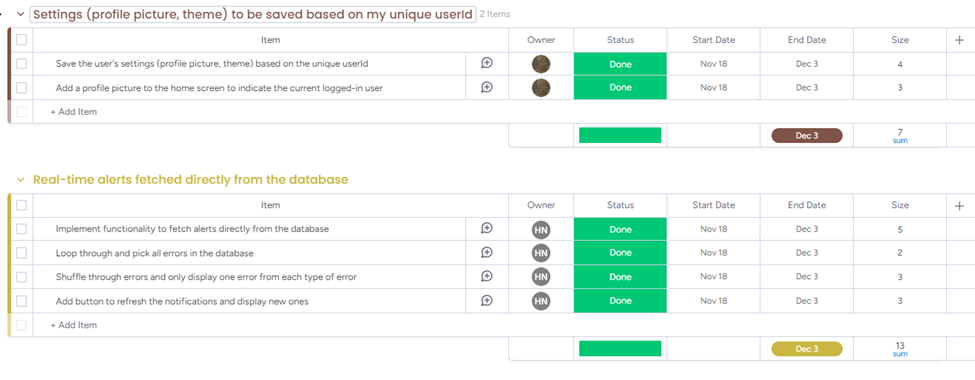 Settings (profile picture, theme) to be saved based on my unique userId 2 Items
Item Owner Status Start Date End Date Size +
Save the user's settings (profile picture, theme) based on the unique userId Done Nov 18 Dec 3 4
Add a profile picture to the home screen to indicate the current logged-in user Done Nov 18 Dec 3 3
+ Add Item
Dec 3 7
sum
Real-time alerts fetched directly from the database
Item Owner Status Start Date End Date Size +
Implement functionality to fetch alerts directly from the database HN Done Nov 18 Dec 3 5
Loop through and pick all errors in the database HN Done Nov 18 Dec 3 2
Shuffle through errors and only display one error from each type of error HN Done Nov 18 Dec 3 3
Add button to refresh the notifications and display new ones HN Done Nov 18 Dec 3 3
+ Add Item
Dec 3 13
sum